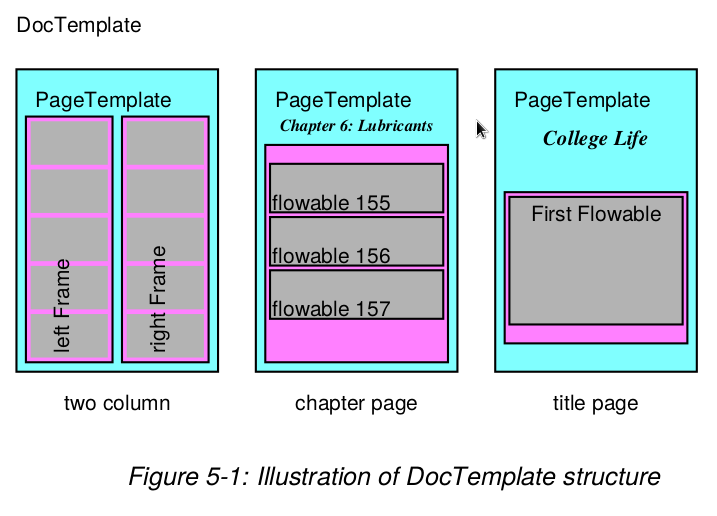 DocTemplate
PageTemplate
left Frame
right Frame
two column
PageTemplate
Chapter 6: Lubricants
flowable 155
flowable 156
flowable 157
chapter page
PageTemplate
College Life
First Flowable
title page
Figure 5-1: Illustration of DocTemplate structure